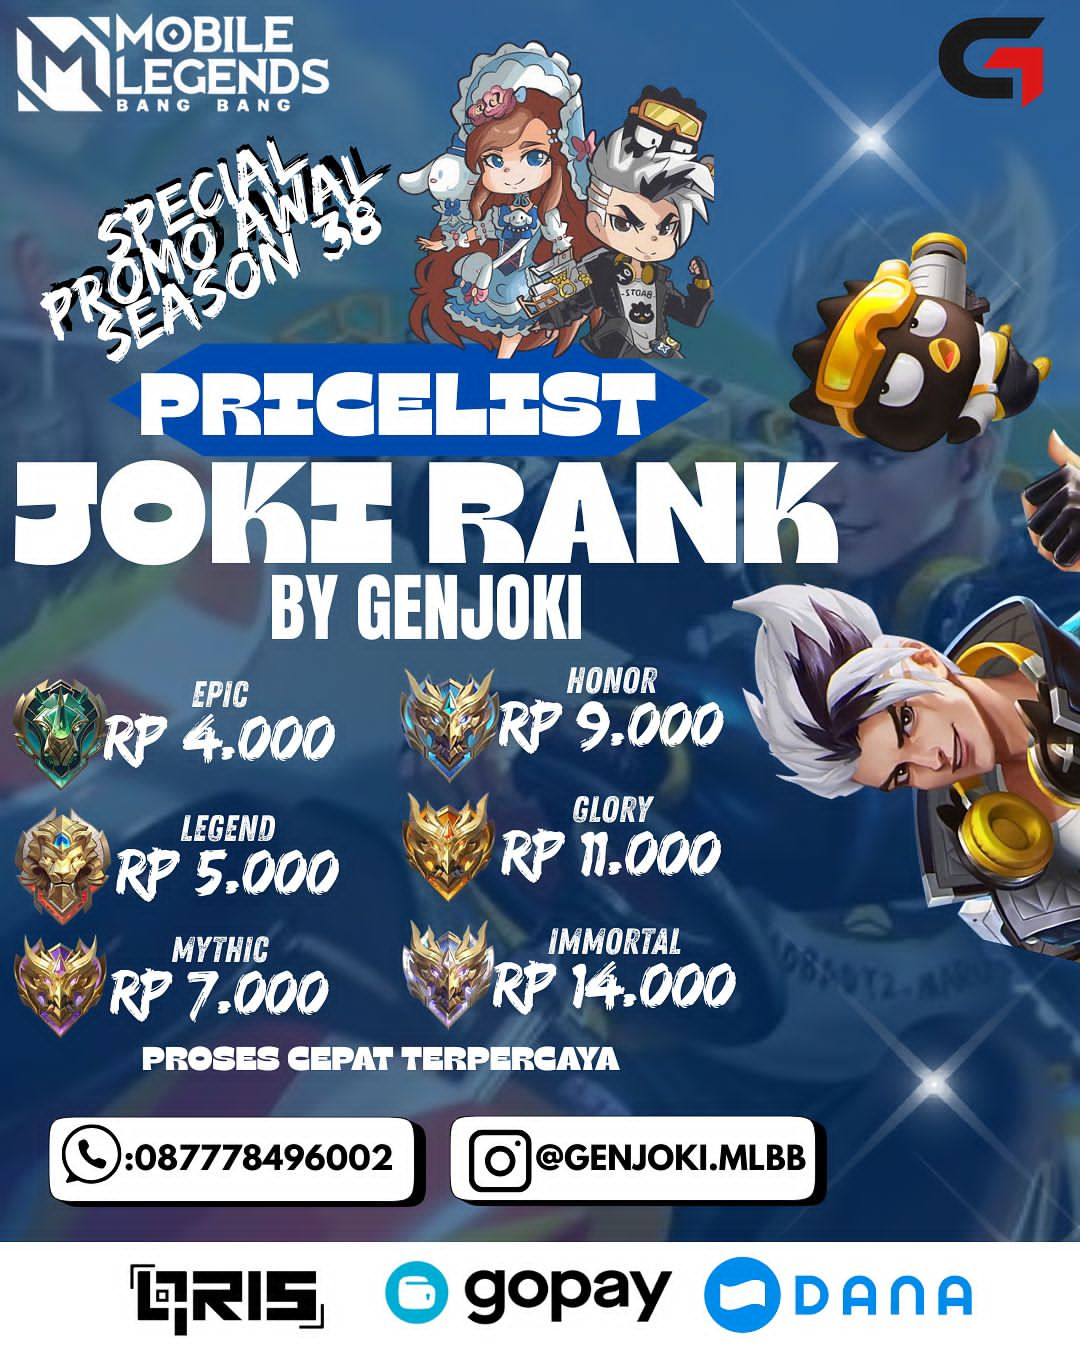 MOBILE
LEGENDS
BANG BANG
SPECIAL
PROMO AWAL
SEASON 38
PRICELIST
JOKI RANK
BY GENJOKI
EPIC
RP 4.000
HONOR
RP 9.000
LEGEND
RP 5.000
GLORY
RP 11.000
MYTHIC
RP 7.000
IMMORTAL
RP 14.000
PROSES CEPAT TERPERCAYA
:087778496002
@GENJOKI.MLBB
QRIS
gopay
DANA